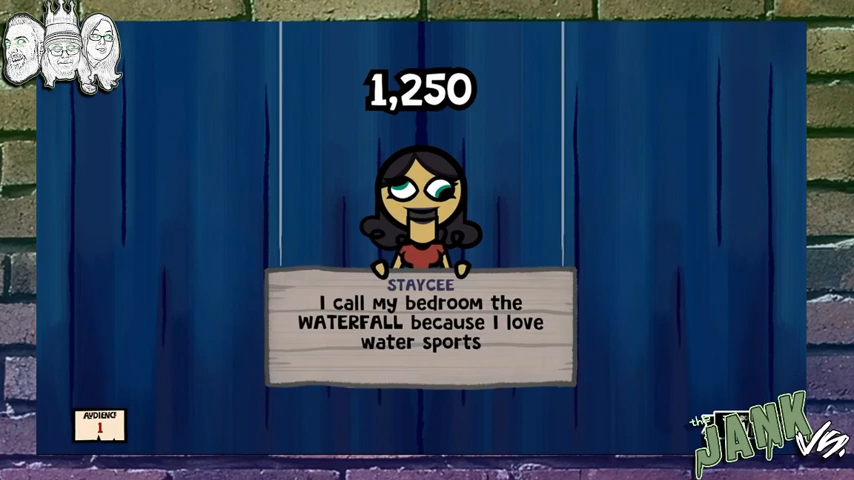 1,250
STAYCEE
I call my bedroom the
WATERFALL because I love
water sports
AUDIENCE
1
the
JANK
VS.